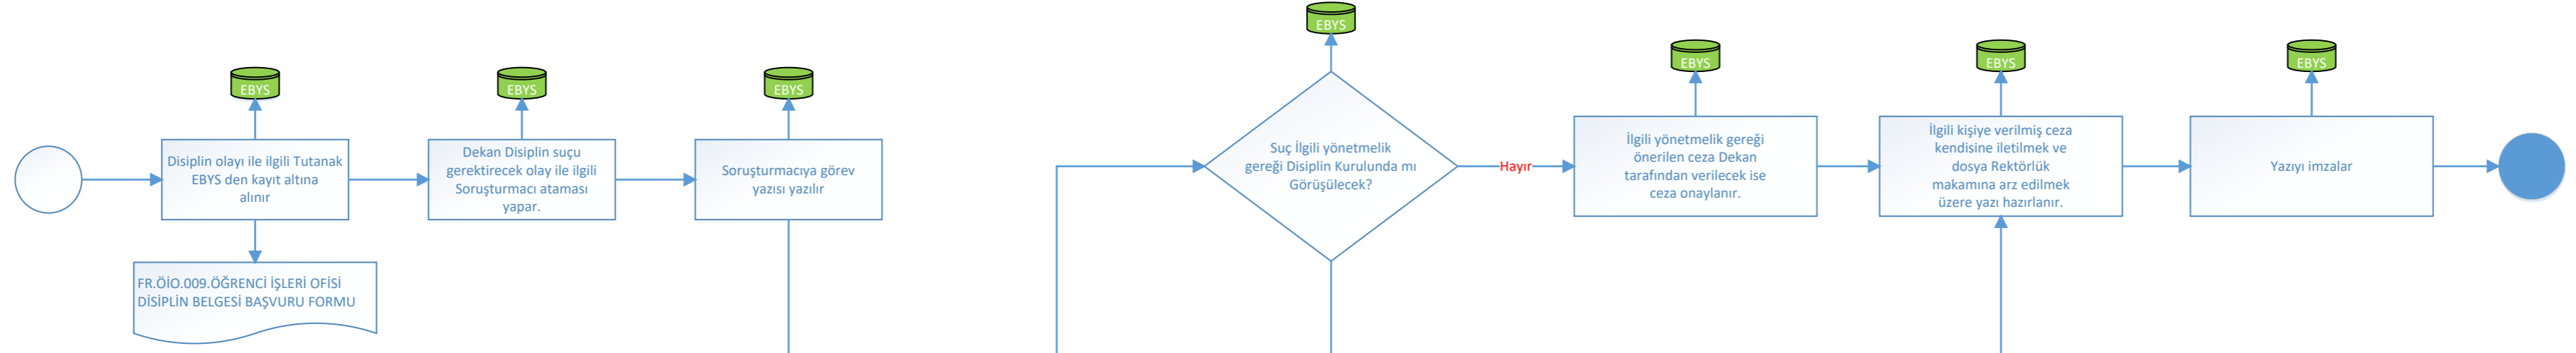 EBYS
Disiplin olayı ile ilgili Tutanak
EBYS den kayıt altına
alınır
FR.ÖİO.009.ÖĞRENCİ İŞLERİ OFİSİ
DİSİPLİN BELGESİ BAŞVURU FORMU
EBYS
Dekan Disiplin suçu
gerektirecek olay ile ilgili
Soruşturmacı ataması
yapar.
EBYS
Soruşturmacıya görev
yazısı yazılır
EBYS
Suç İlgili yönetmelik
gereği Disiplin Kurulunda mı
Görüşülecek?
Hayır
EBYS
İlgili yönetmelik gereği
önerilen ceza Dekan
tarafından verilecek ise
ceza onaylanır.
EBYS
İlgili kişiye verilmiş ceza
kendisine iletilmek ve
dosya Rektörlük
makamına arz edilmek
üzere yazı hazırlanır.
EBYS
Yazıyı imzalar